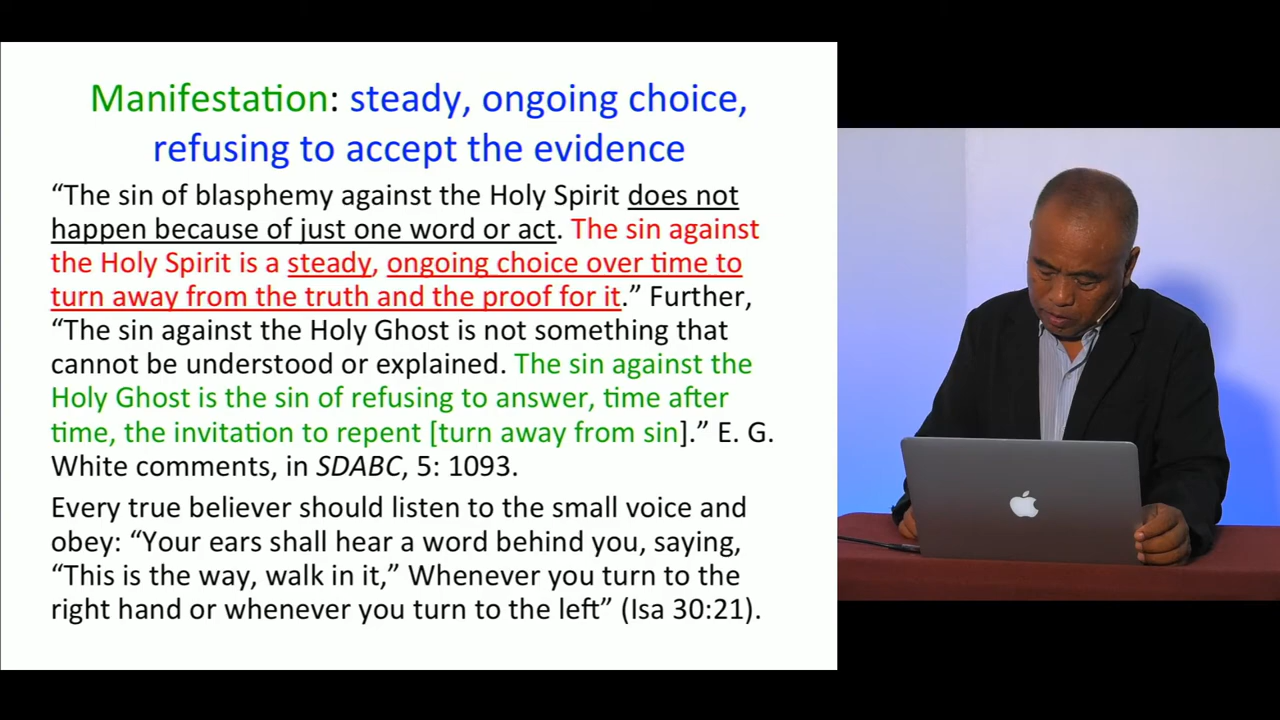 Manifestation: steady, ongoing choice,
refusing to accept the evidence
“The sin of blasphemy against the Holy Spirit does not
happen because of just one word or act. The sin against
the Holy Spirit is a steady, ongoing choice over time to
turn away from the truth and the proof for it.” Further,
“The sin against the Holy Ghost is not something that
cannot be understood or explained. The sin against the
Holy Ghost is the sin of refusing to answer, time after
time, the invitation to repent [turn away from sin].” E. G.
White comments, in SDABC, 5: 1093.
Every true believer should listen to the small voice and
obey: “Your ears shall hear a word behind you, saying,
“This is the way, walk in it,” Whenever you turn to the
right hand or whenever you turn to the left” (Isa 30:21).